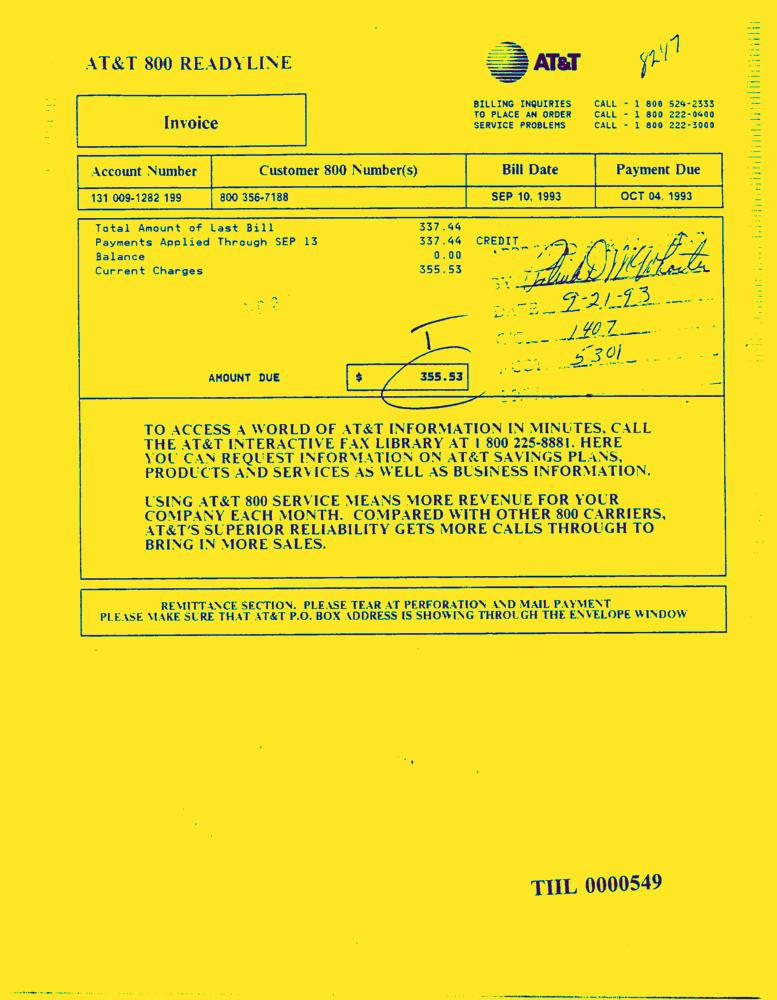 AT&T 800 READYLINE
AT&T
8247
Invoice
BILLING INQUIRIES CALL - 1 800 524-2333
TO PLACE AN ORDER CALL - 1 800 222-0400
SERVICE PROBLEMS CALL - 1 800 222-3000
Account Number Customer 800 Number(s) Bill Date Payment Due
131 009-1282 199 800 356-7188 SEP 10, 1993 OCT 04, 1993
Total Amount of Last Bill 337.44
Payments Applied Through SEP 13 337.44 CREDIT
Balance 0.00
Current Charges 355.53
DATE 9-21-93
1407
5301
AMOUNT DUE $ 355.53
TO ACCESS A WORLD OF AT&T INFORMATION IN MINUTES, CALL
THE AT&T INTERACTIVE FAX LIBRARY AT 1 800 225-8881. HERE
YOU CAN REQUEST INFORMATION ON AT&T SAVINGS PLANS,
PRODUCTS AND SERVICES AS WELL AS BUSINESS INFORMATION.
USING AT&T 800 SERVICE MEANS MORE REVENUE FOR YOUR
COMPANY EACH MONTH. COMPARED WITH OTHER 800 CARRIERS,
AT&T'S SUPERIOR RELIABILITY GETS MORE CALLS THROUGH TO
BRING IN MORE SALES.
REMITTANCE SECTION. PLEASE TEAR AT PERFORATION AND MAIL PAYMENT
PLEASE MAKE SURE THAT AT&T P.O. BOX ADDRESS IS SHOWING THROUGH THE ENVELOPE WINDOW
TIIL 0000549